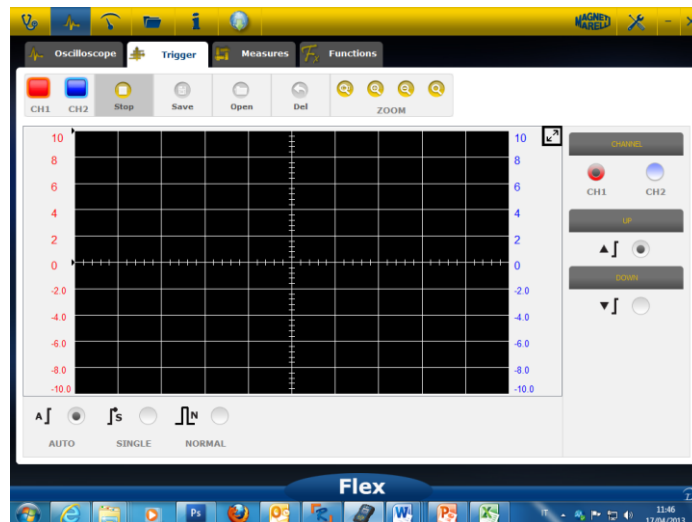 MAGNETI
MARELLI
Oscilloscope Trigger Measures Fx Functions
CH1 CH2 Stop Save Open Del ZOOM
10 10
8 8
6 6
4 4
2 2
0 0
-2.0 -2.0
-4.0 -4.0
-6.0 -6.0
-8.0 -8.0
-10.0 -10.0
CHANNEL
CH1 CH2
UP
DOWN
A S N
AUTO SINGLE NORMAL
Flex
Ps W IT 11:46